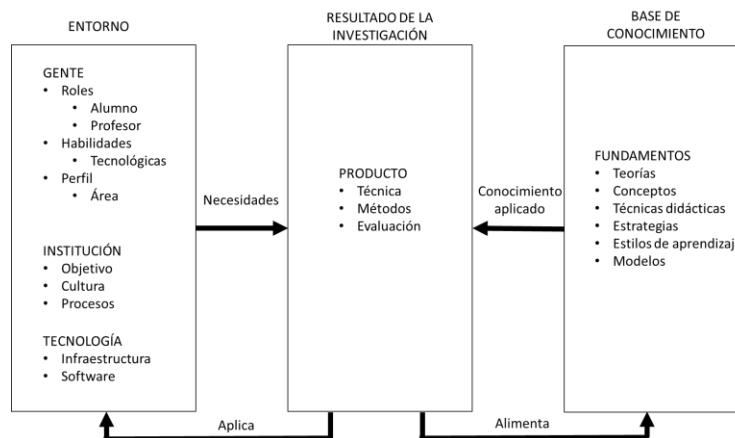 ENTORNO
RESULTADO DE LA
INVESTIGACIÓN
BASE DE
CONOCIMIENTO
GENTE
• Roles
• Alumno
• Profesor
• Habilidades
• Tecnológicas
• Perfil
• Área
INSTITUCIÓN
• Objetivo
• Cultura
• Procesos
TECNOLOGÍA
• Infraestructura
• Software
Necesidades
PRODUCTO
• Técnica
• Métodos
• Evaluación
Conocimiento
aplicado
FUNDAMENTOS
• Teorías
• Conceptos
• Técnicas didácticas
• Estrategias
• Estilos de aprendizaj
• Modelos
Aplica
Alimenta